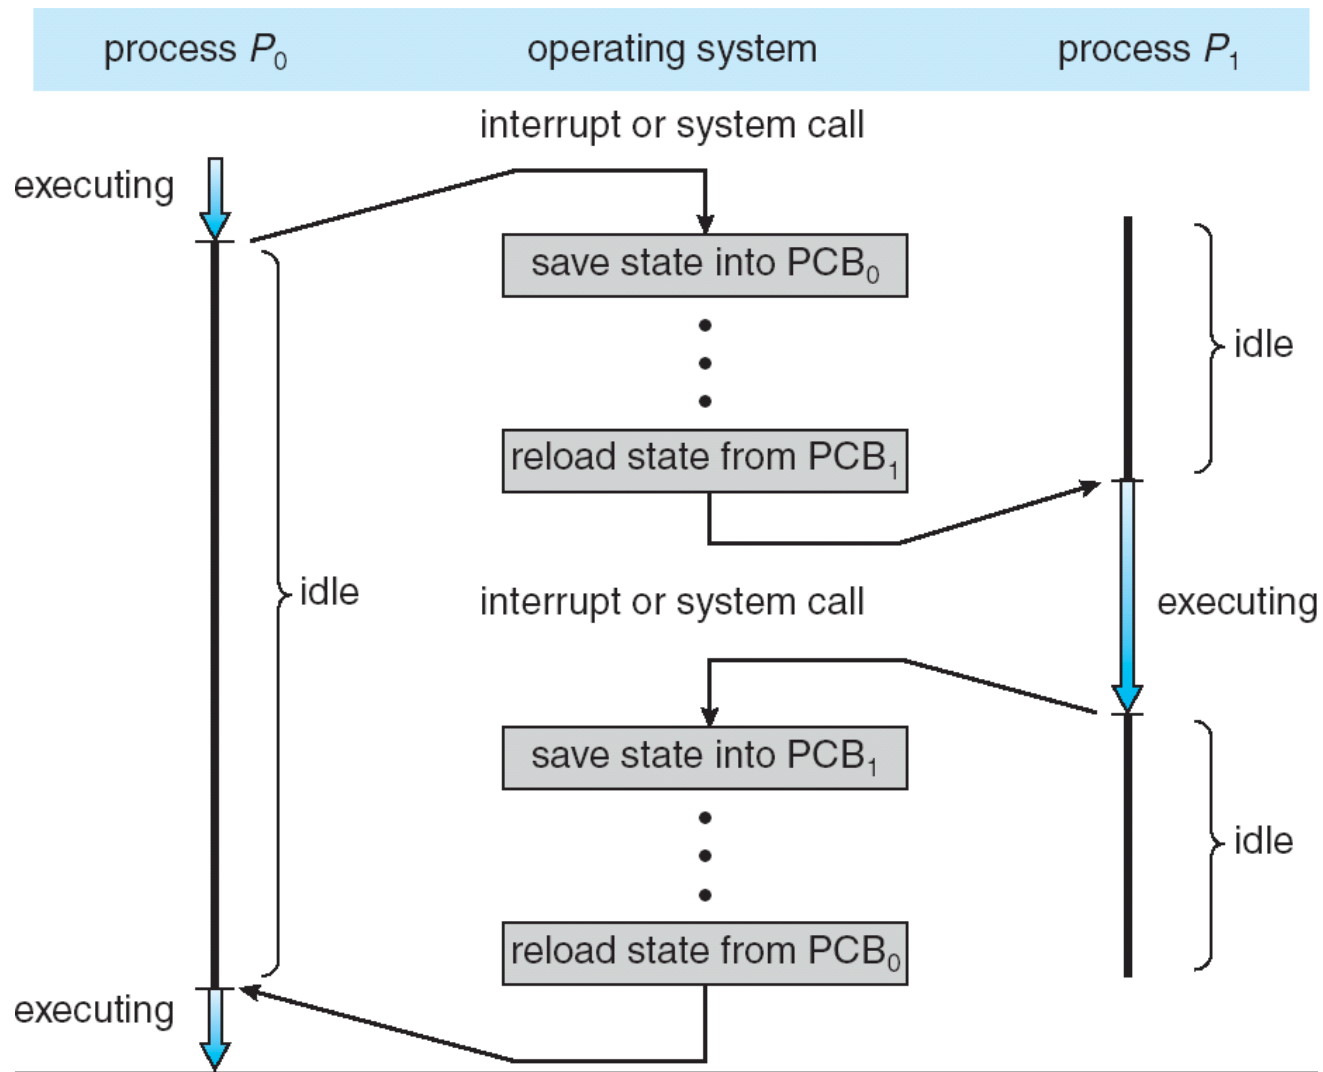 process P₀ operating system process P₁
interrupt or system call
executing
save state into PCB₀
idle
reload state from PCB₁
idle
interrupt or system call
executing
save state into PCB₁
idle
reload state from PCB₀
executing